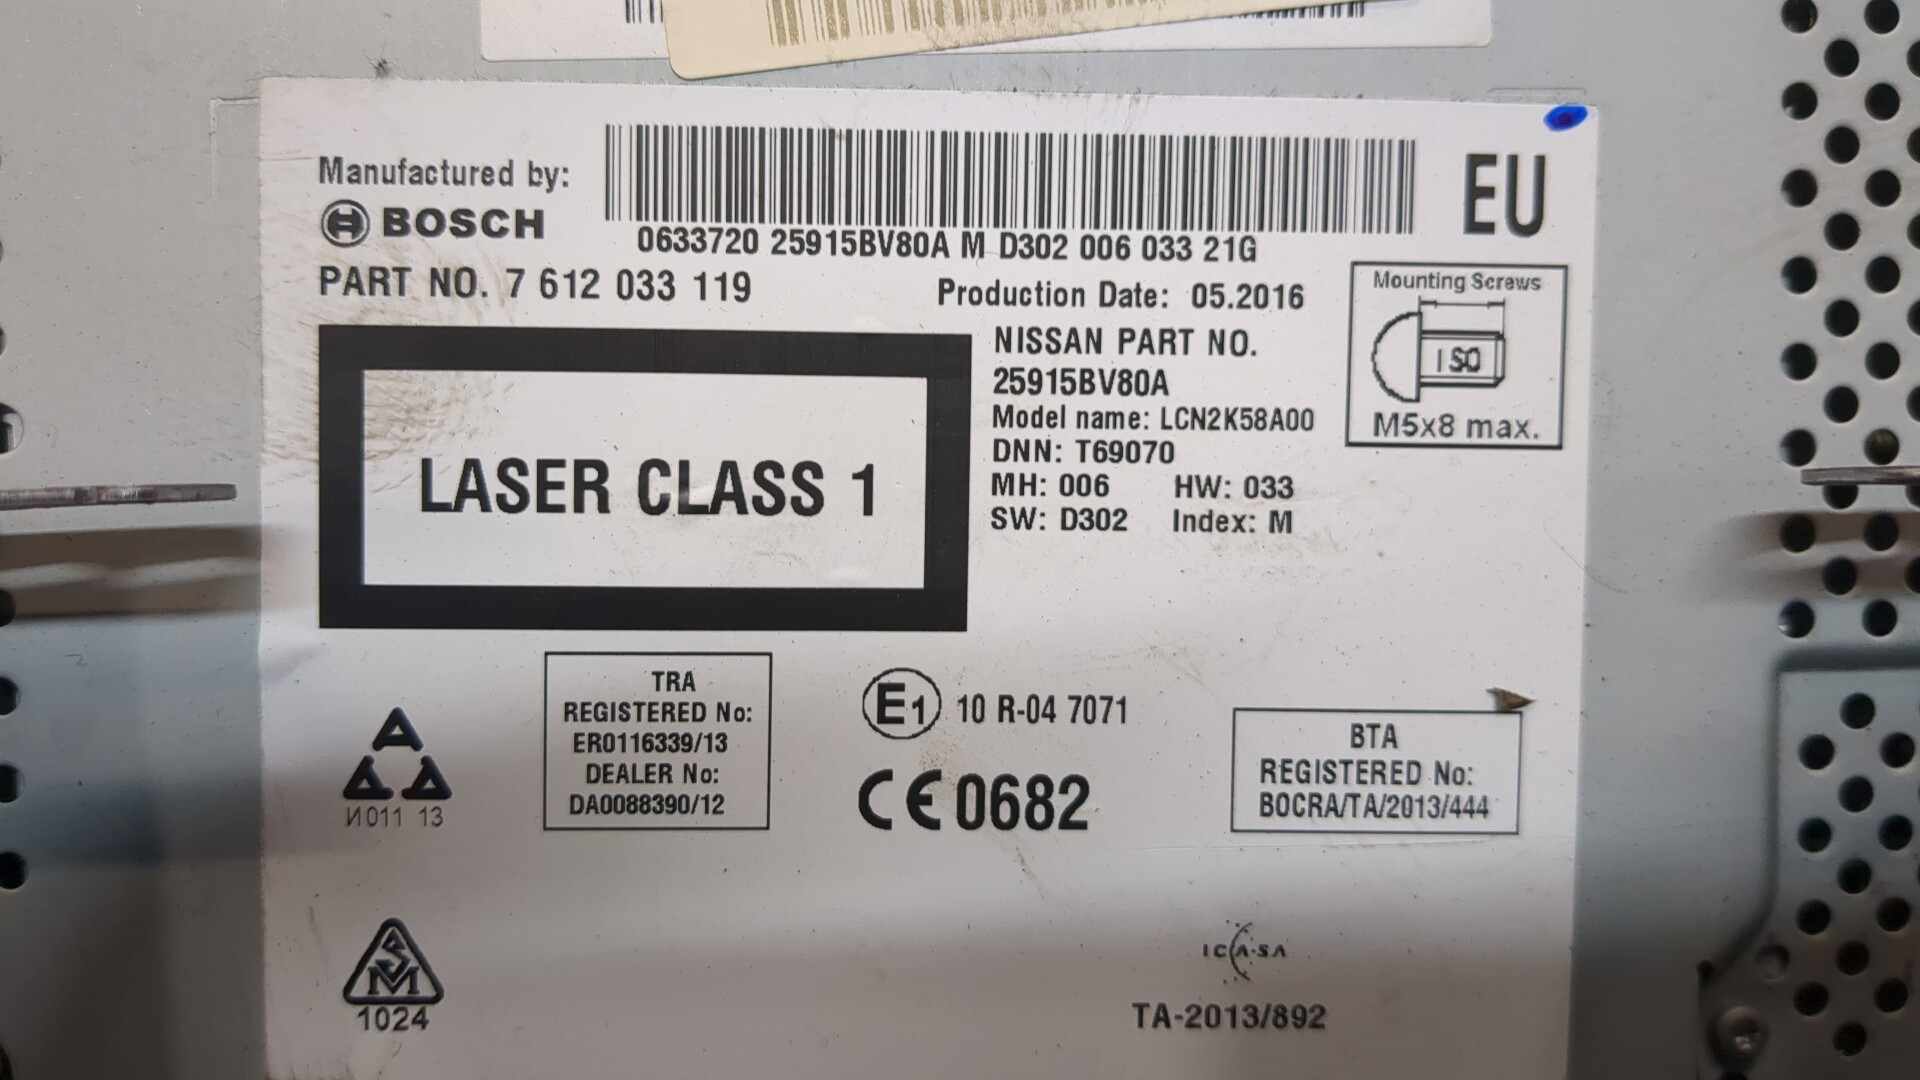 Manufactured by:
BOSCH
0633720 25915BV80A M D302 006 033 21G
EU
PART NO. 7 612 033 119
Production Date: 05.2016
Mounting Screws
ISO
M5x8 max.
NISSAN PART NO.
25915BV80A
Model name: LCN2K58A00
DNN: T69070
MH: 006 HW: 033
SW: D302 Index: M
LASER CLASS 1
TRA
REGISTERED No:
ER0116339/13
DEALER No:
DA0088390/12
E1 10 R-04 7071
CE 0682
BTA
REGISTERED No:
BOCRA/TA/2013/444
И011 13
1024
ICASA
TA-2013/892